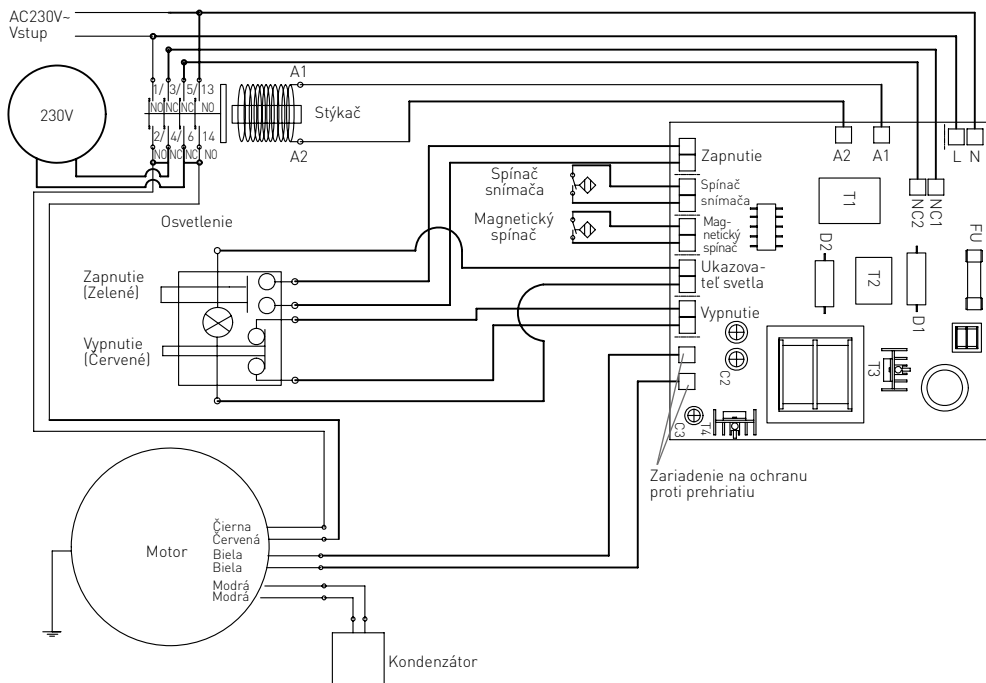 AC230V~
Vstup
230V
1/ 3/ 5/ 13
NO NC NC NO
2/ 4/ 6 14
NO NC NC NO
A1
Stýkač
A2
Osvetlenie
Zapnutie
(Zelené)
Vypnutie
(Červené)
Spínač
snímača
Magnetický
spínač
Zapnutie
Spínač
snímača
Mag-
netický
spínač
Ukazova-
teľ svetla
Vypnutie
A2
A1
L
N
NC2
NC1
T1
D2
T2
D1
FU
C2
T3
C3
T4
Zariadenie na ochranu
proti prehriatiu
Motor
Čierna
Červená
Biela
Biela
Modrá
Modrá
Kondenzátor